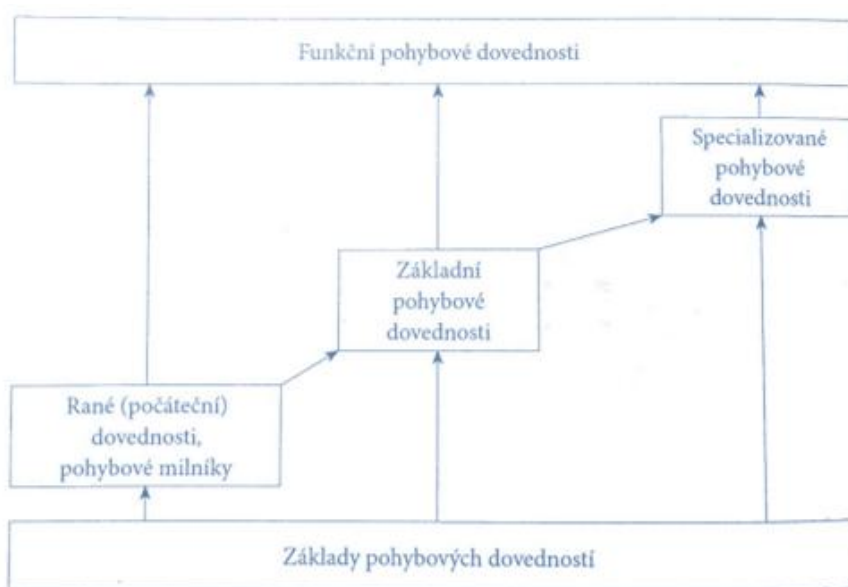 Funkční pohybové dovednosti
Specializované
pohybové
dovednosti
Základní
pohybové
dovednosti
Rané (počáteční)
dovednosti,
pohybové milníky
Základy pohybových dovedností